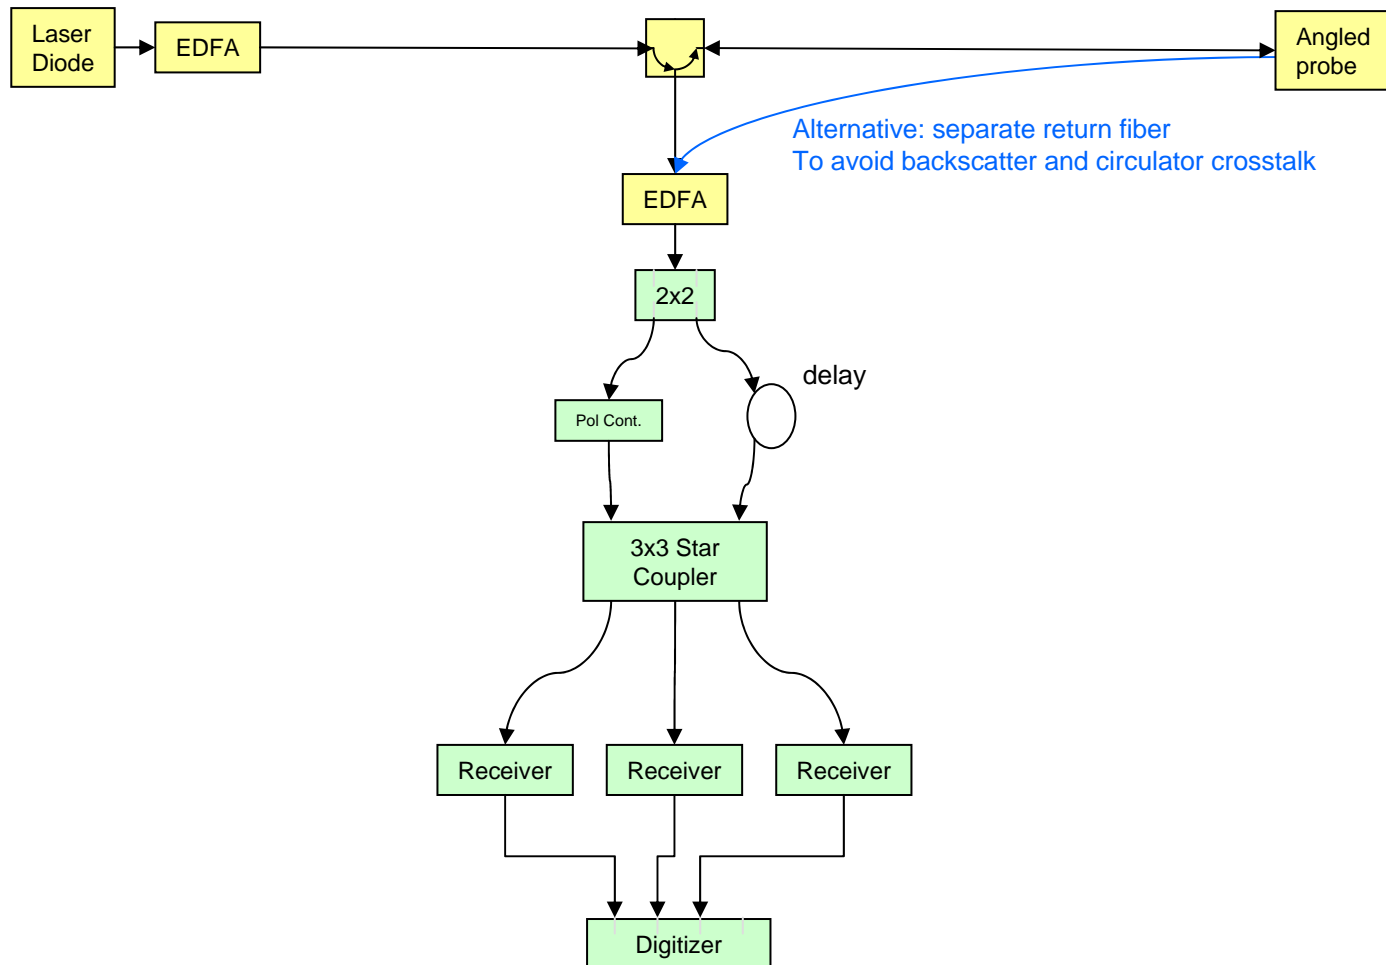 Laser
Diode
EDFA
Angled
probe
Alternative: separate return fiber
To avoid backscatter and circulator crosstalk
EDFA
2x2
delay
Pol Cont.
3x3 Star
Coupler
Receiver
Receiver
Receiver
Digitizer